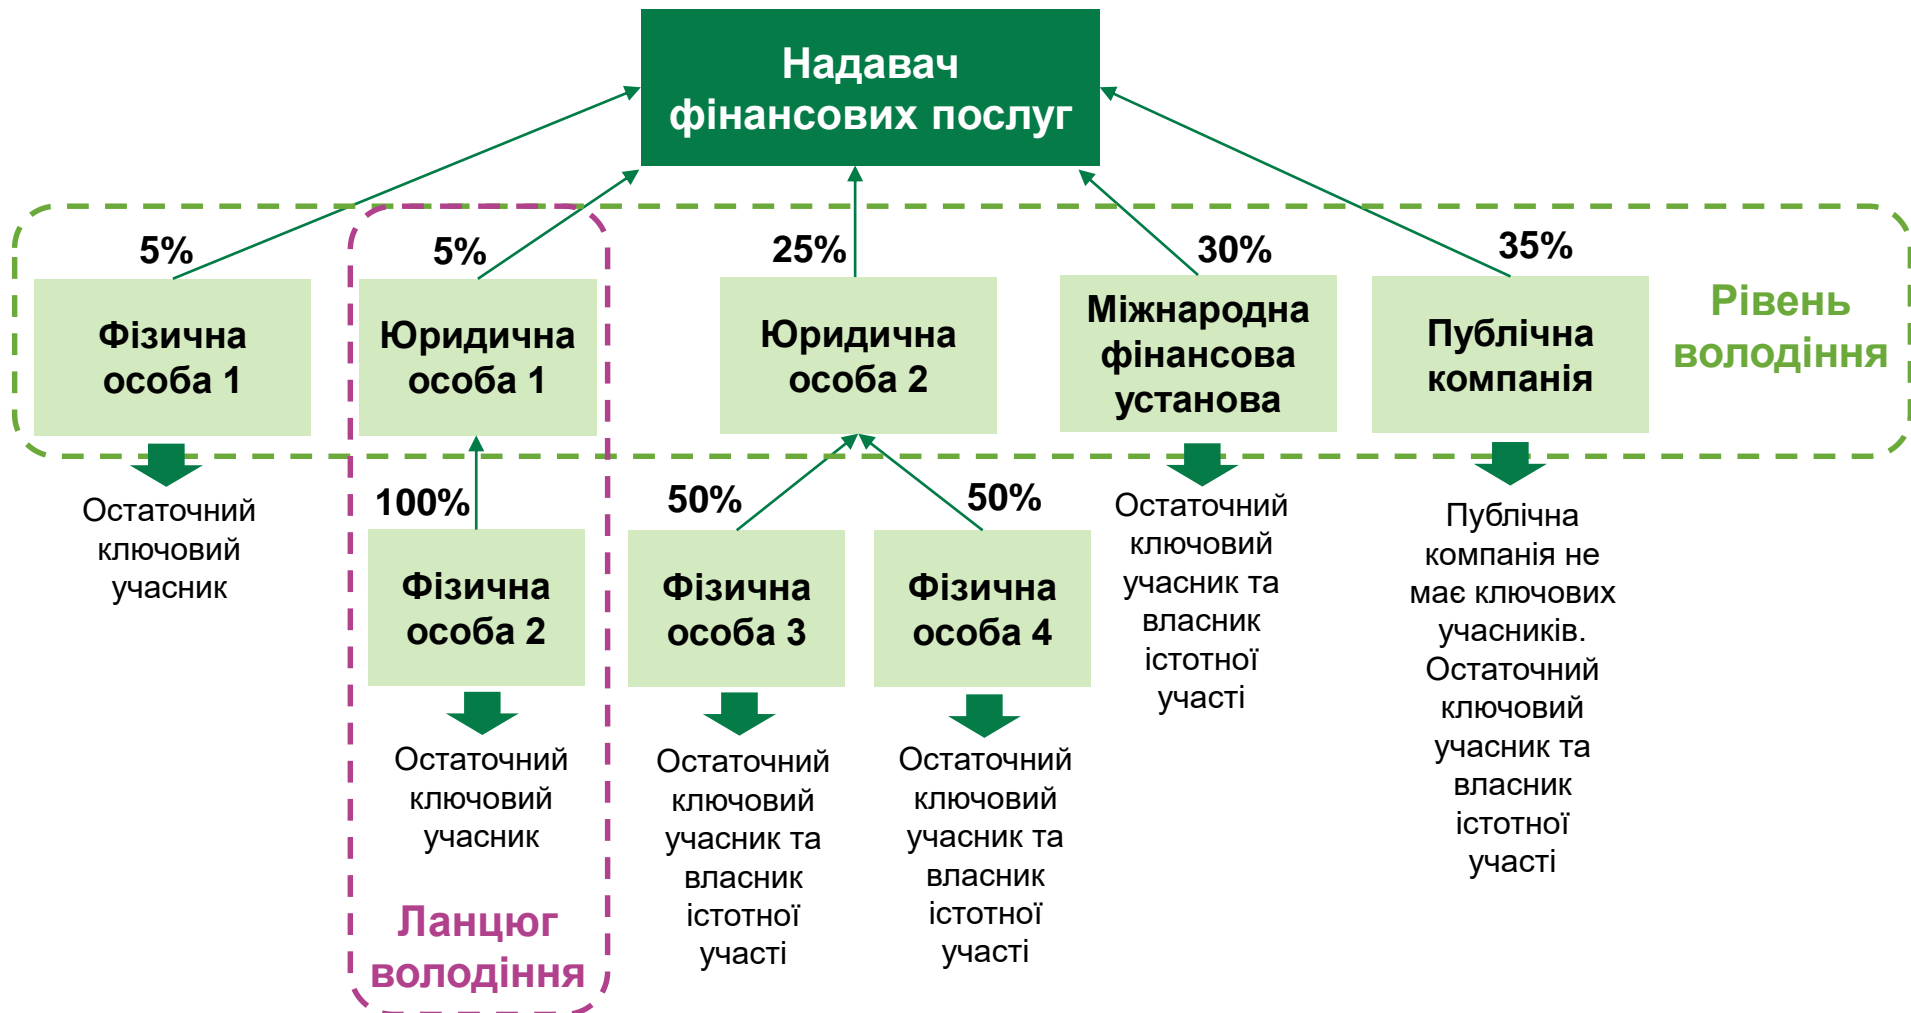 Надавач
фінансових послуг
5%
5%
25%
30%
35%
Фізична
особа 1
Юридична
особа 1
Юридична
особа 2
Міжнародна
фінансова
установа
Публічна
компанія
Рівень
володіння
Остаточний
ключовий
учасник
100%
50%
50%
Фізична
особа 2
Фізична
особа 3
Фізична
особа 4
Остаточний
ключовий
учасник та
власник
істотної
участі
Публічна
компанія не
має ключових
учасників.
Остаточний
ключовий
учасник та
власник
істотної
участі
Остаточний
ключовий
учасник
Остаточний
ключовий
учасник та
власник
істотної
участі
Остаточний
ключовий
учасник та
власник
істотної
участі
Ланцюг
володіння